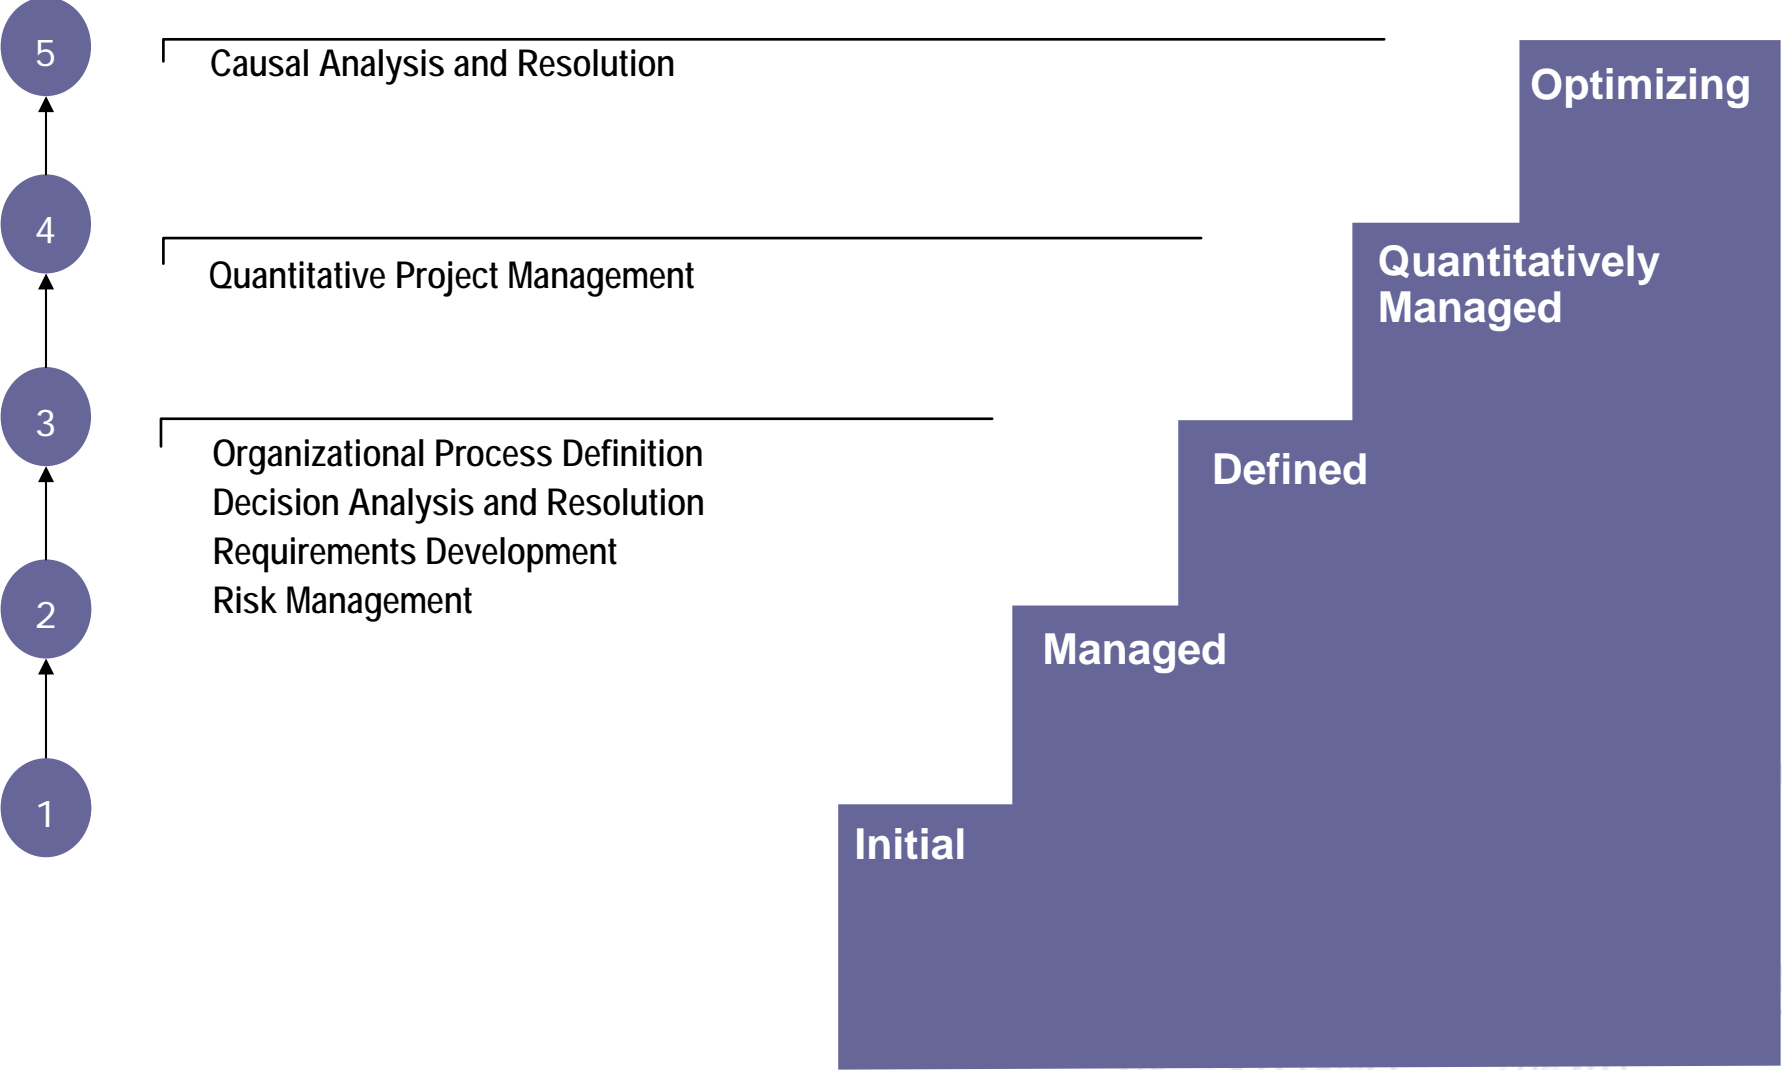 5
Causal Analysis and Resolution
Optimizing
4
Quantitative Project Management
Quantitatively
Managed
3
Organizational Process Definition
Decision Analysis and Resolution
Requirements Development
Risk Management
Defined
2
Managed
1
Initial